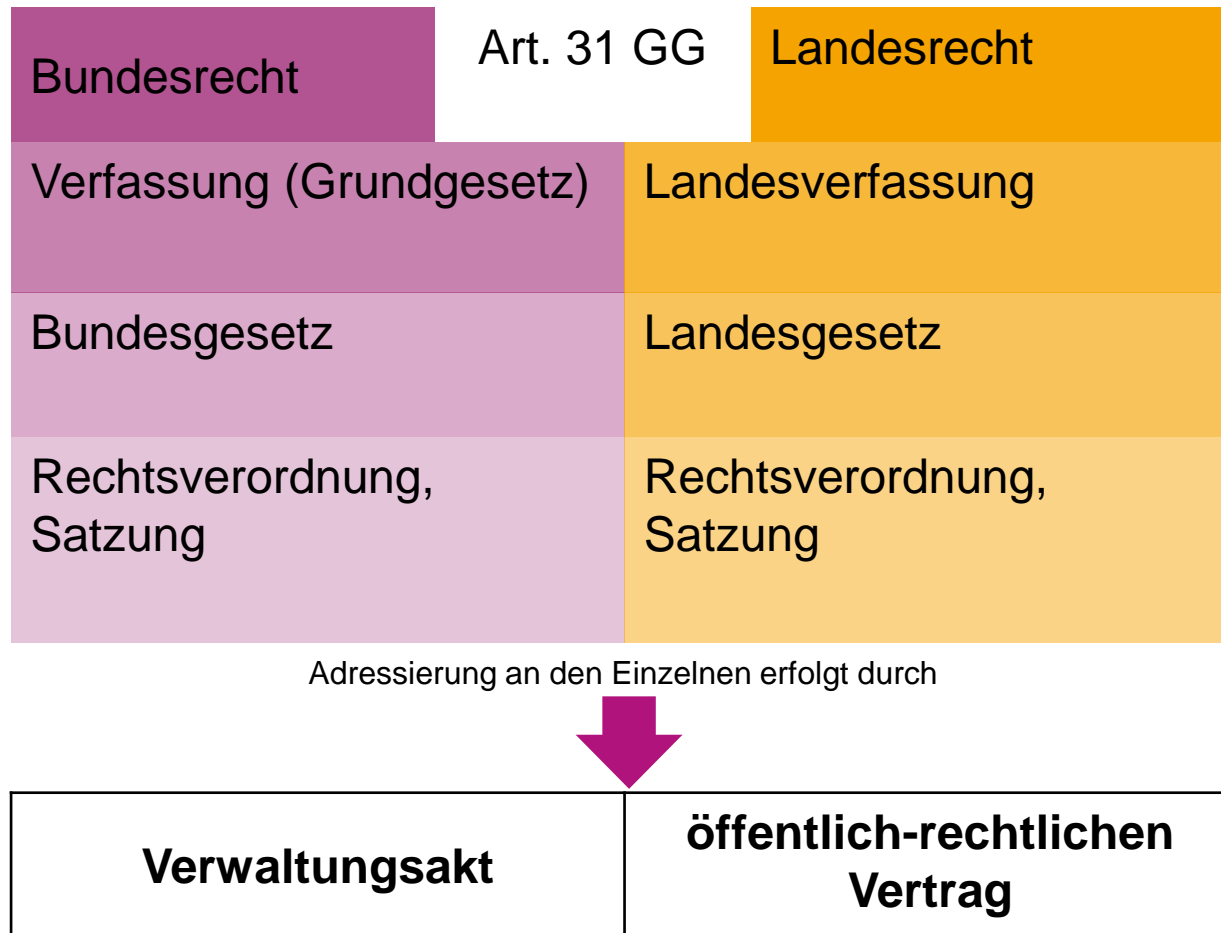 Bundesrecht
Art. 31 GG
Landesrecht
Verfassung (Grundgesetz)
Landesverfassung
Bundesgesetz
Landesgesetz
Rechtsverordnung,
Satzung
Rechtsverordnung,
Satzung
Adressierung an den Einzelnen erfolgt durch
Verwaltungsakt
öffentlich-rechtlichen
Vertrag